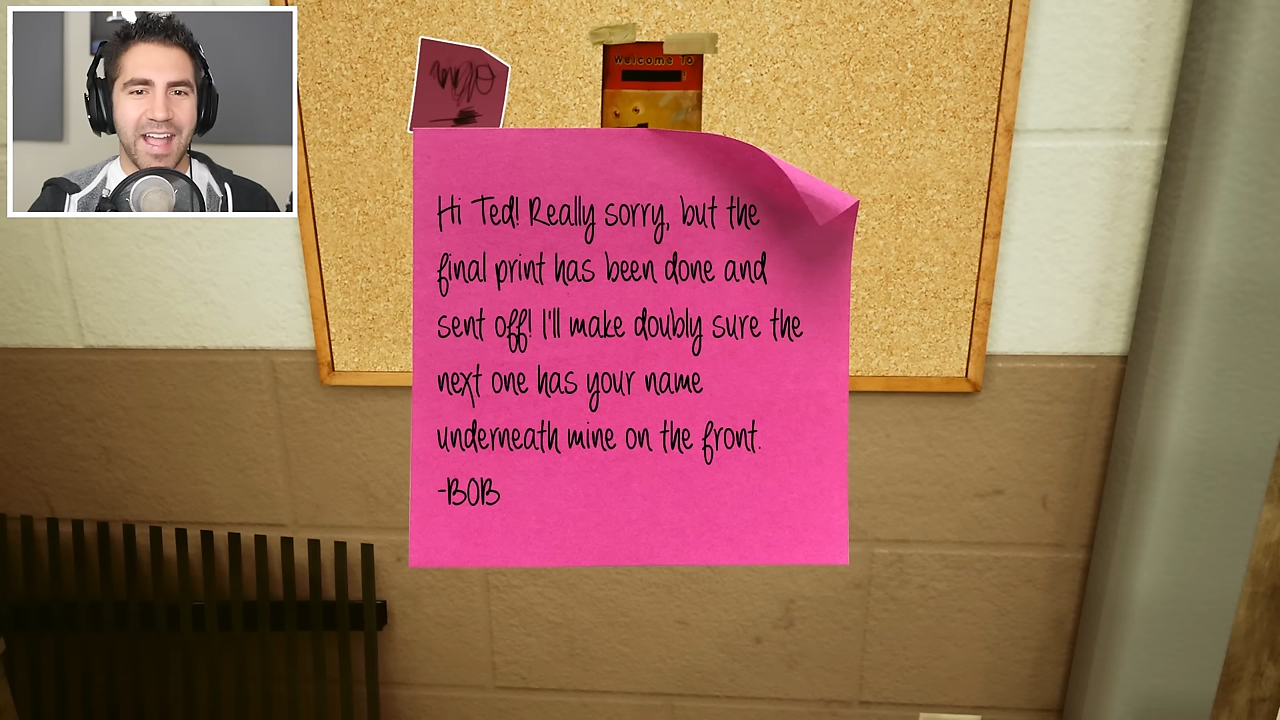 welcome To
Hi Ted! Really sorry, but the
final print has been done and
sent off! I'll make doubly sure the
next one has your name
underneath mine on the front.
-BOB